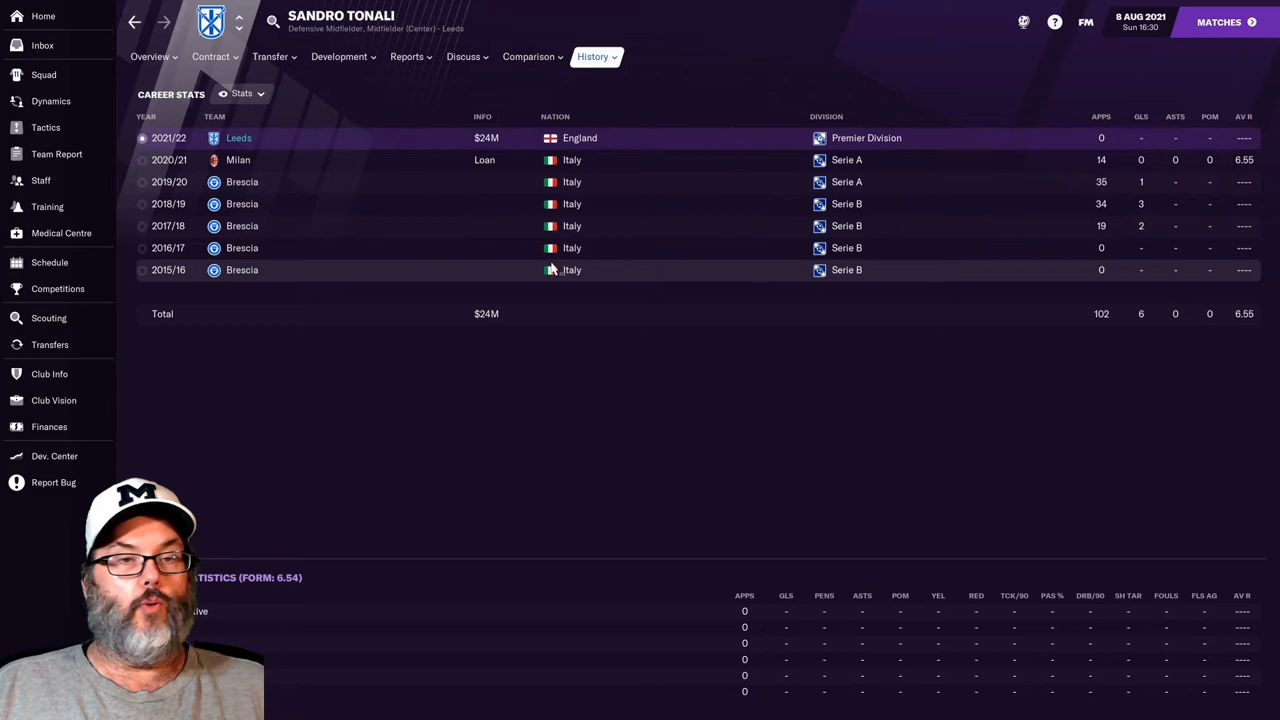 Home
SANDRO TONALI
Defensive Midfielder, Midfielder (Center) - Leeds
FM
8 AUG 2021
Sun 16:30
MATCHES
Inbox
Overview Contract Transfer Development Reports Discuss Comparison History
Squad
Dynamics
CAREER STATS Stats
YEAR TEAM INFO NATION DIVISION APPS GLS ASTS POM AV R
Tactics
2021/22 Leeds $24M England Premier Division 0 - - - ----
Team Report
2020/21 Milan Loan Italy Serie A 14 0 0 0 6.55
Staff
2019/20 Brescia Italy Serie A 35 1 - - ----
Training
2018/19 Brescia Italy Serie B 34 3 - - ----
Medical Centre
2017/18 Brescia Italy Serie B 19 2 - - ----
2016/17 Brescia Italy Serie B 0 - - - ----
Schedule
2015/16 Brescia Italy Serie B 0 - - - ----
Competitions
Scouting
Total $24M 102 6 0 0 6.55
Transfers
Club Info
Club Vision
Finances
Dev. Center
Report Bug
M
(FORM: 6.54)
APPS GLS PENS ASTS POM YEL RED TCK/90 PAS % DRB/90 SH TAR FOULS FLS AG AV R
0 - - - - - - - - - - - - ----
0 - - - - - - - - - - - - ----
0 - - - - - - - - - - - - ----
0 - - - - - - - - - - - - ----
0 - - - - - - - - - - - - ----
0 - - - - - - - - - - - - ----